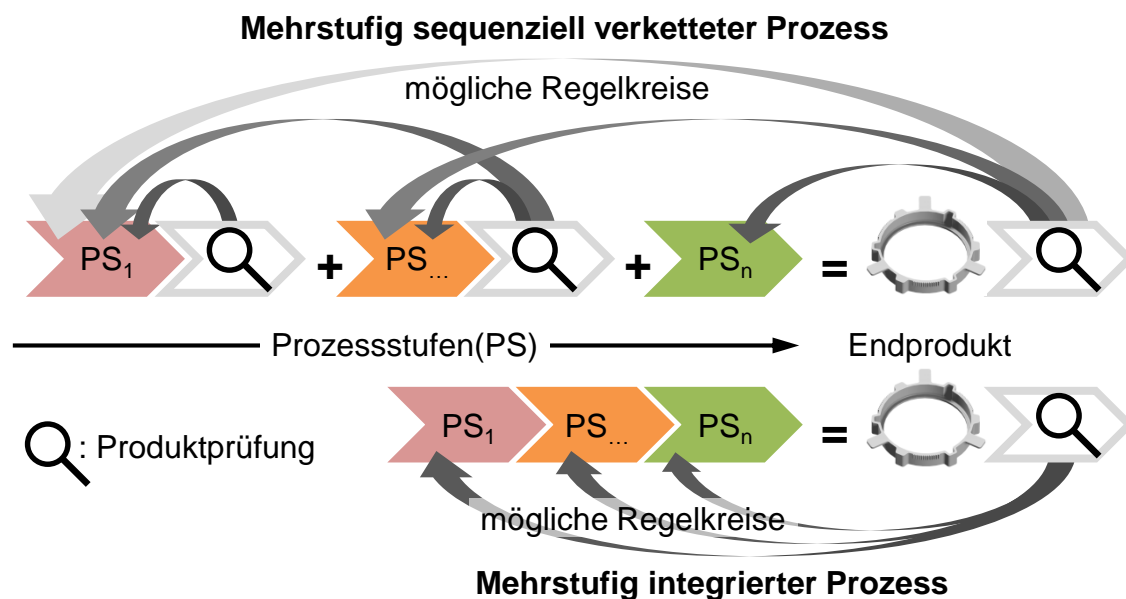 Mehrstufig sequenziell verketteter Prozess
mögliche Regelkreise
PS1 + PS... + PSn =
Prozessstufen(PS) Endprodukt
PS1 PS... PSn =
: Produktprüfung
mögliche Regelkreise
Mehrstufig integrierter Prozess